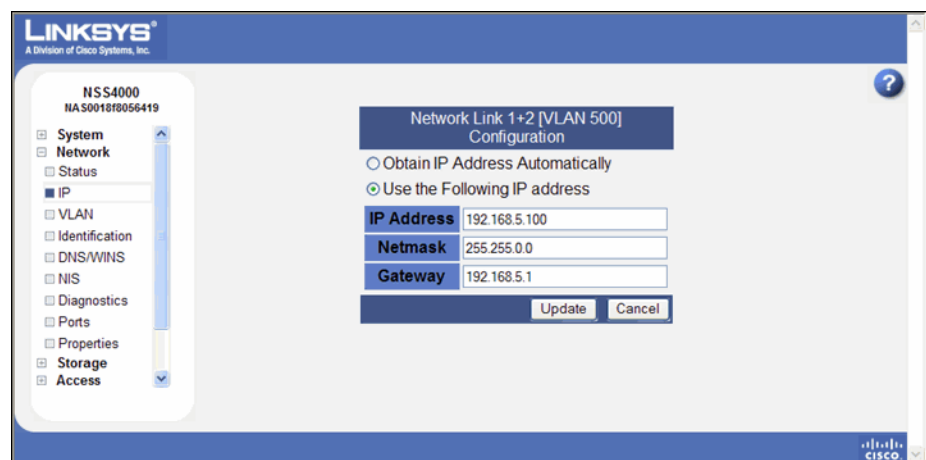 LINKSYS®
A Division of Cisco Systems, Inc.
NSS4000
NAS0018f8056419
System
Network
Status
IP
VLAN
Identification
DNS/WINS
NIS
Diagnostics
Ports
Properties
Storage
Access
?
Network Link 1+2 [VLAN 500]
Configuration
Obtain IP Address Automatically
Use the Following IP address
IP Address 192.168.5.100
Netmask 255.255.0.0
Gateway 192.168.5.1
Update Cancel
CISCO.